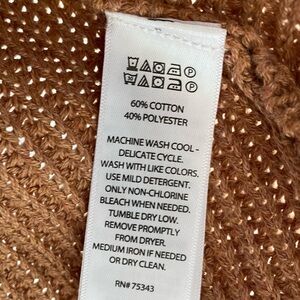 60% COTTON
40% POLYESTER
MACHINE WASH COOL -
DELICATE CYCLE.
WASH WITH LIKE COLORS.
USE MILD DETERGENT.
ONLY NON-CHLORINE
BLEACH WHEN NEEDED.
TUMBLE DRY LOW.
REMOVE PROMPTLY
FROM DRYER.
MEDIUM IRON IF NEEDED
OR DRY CLEAN.
RN# 75343